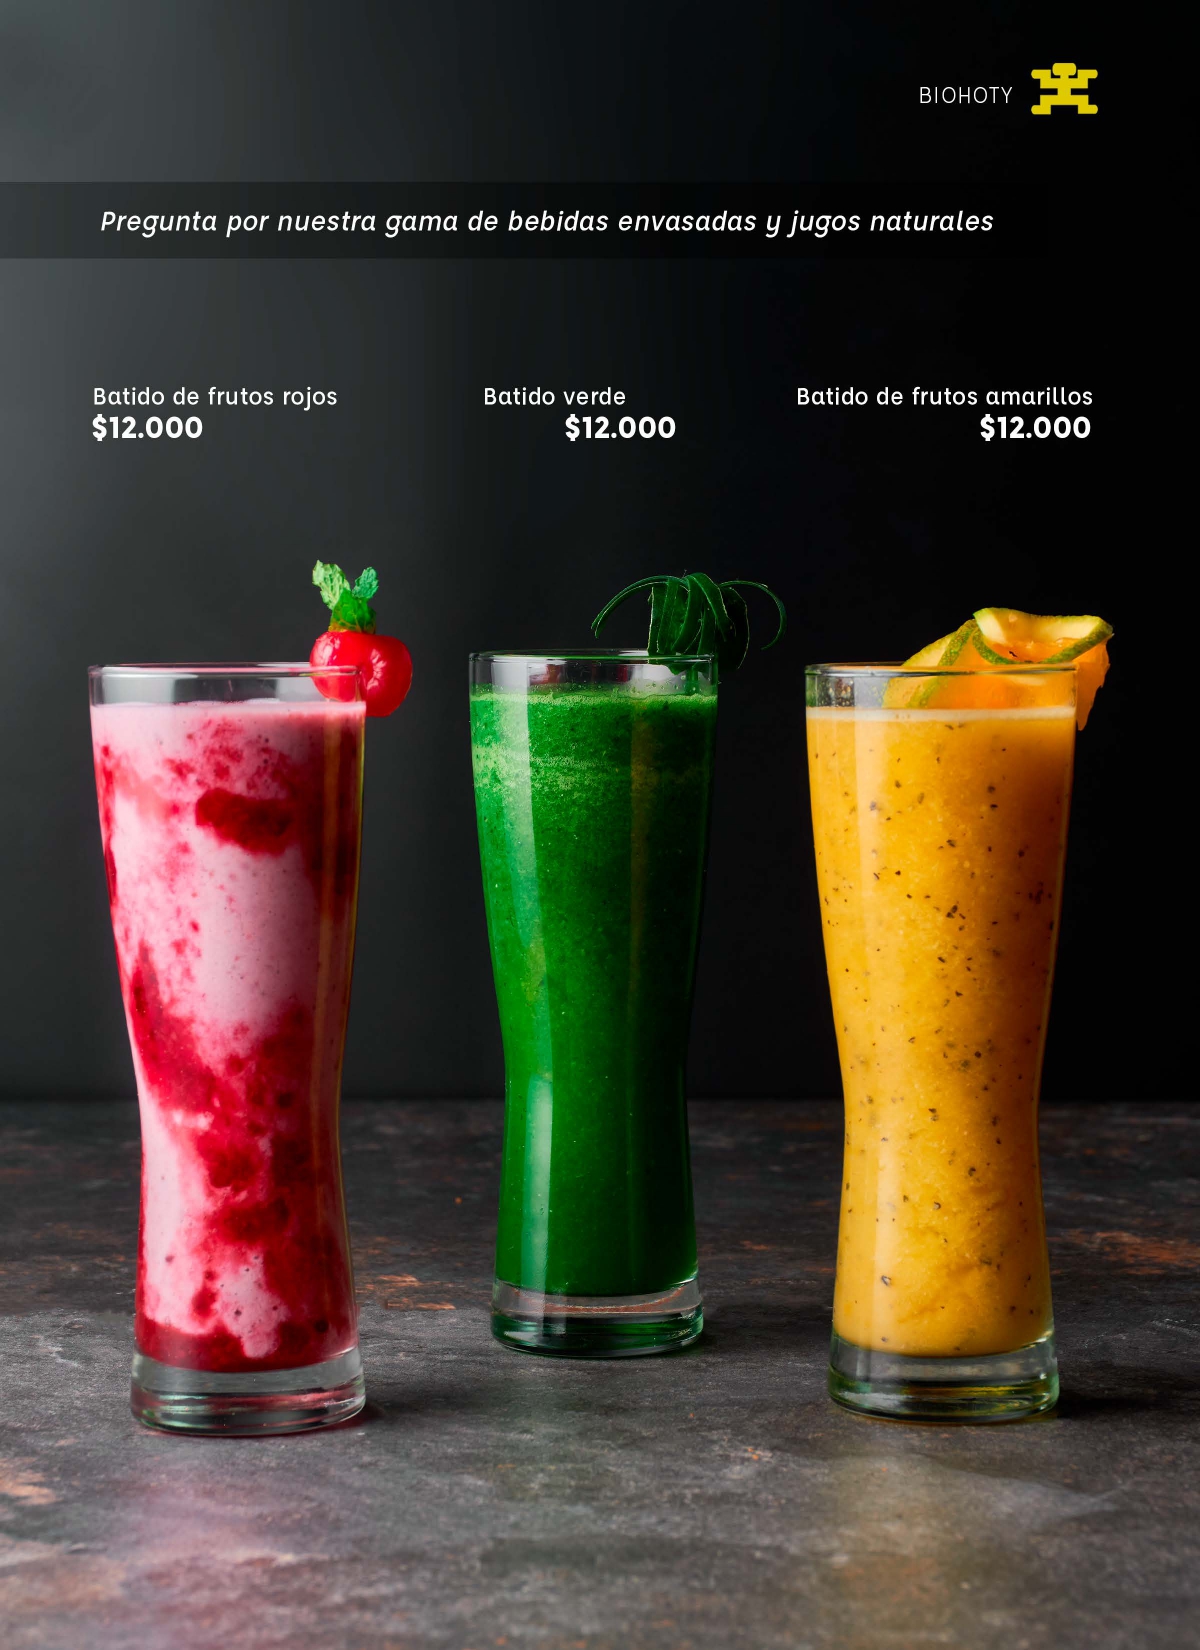 BIOHOTY
Pregunta por nuestra gama de bebidas envasadas y jugos naturales
Batido de frutos rojos
$12.000
Batido verde
$12.000
Batido de frutos amarillos
$12.000